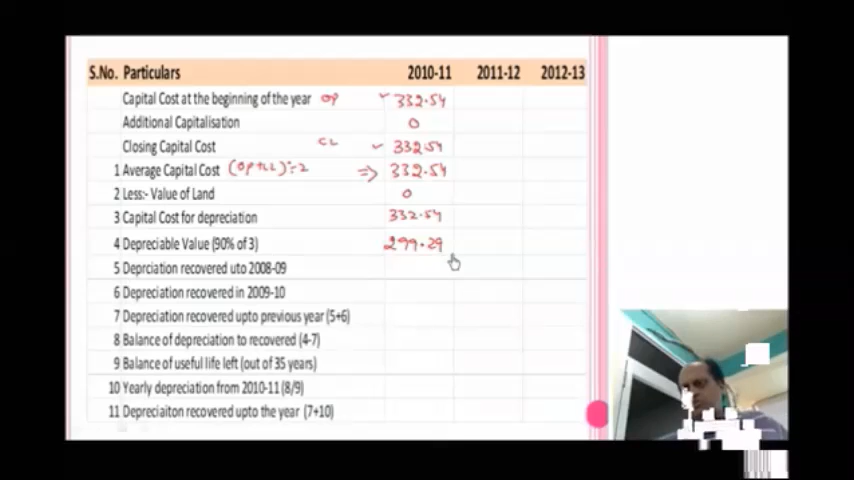 S.No. Particulars 2010-11 2011-12 2012-13
Capital Cost at the beginning of the year OP 332.54
Additional Capitalisation 0
Closing Capital Cost CL 332.54
1 Average Capital Cost (OP+CL)÷2 => 332.54
2 Less:- Value of Land 0
3 Capital Cost for depreciation 332.54
4 Depreciable Value (90% of 3) 299.29
5 Deprciation recovered uto 2008-09
6 Depreciation recovered in 2009-10
7 Depreciation recovered upto previous year (5+6)
8 Balance of depreciation to recovered (4-7)
9 Balance of useful life left (out of 35 years)
10 Yearly depreciation from 2010-11 (8/9)
11 Depreciaiton recovered upto the year (7+10)